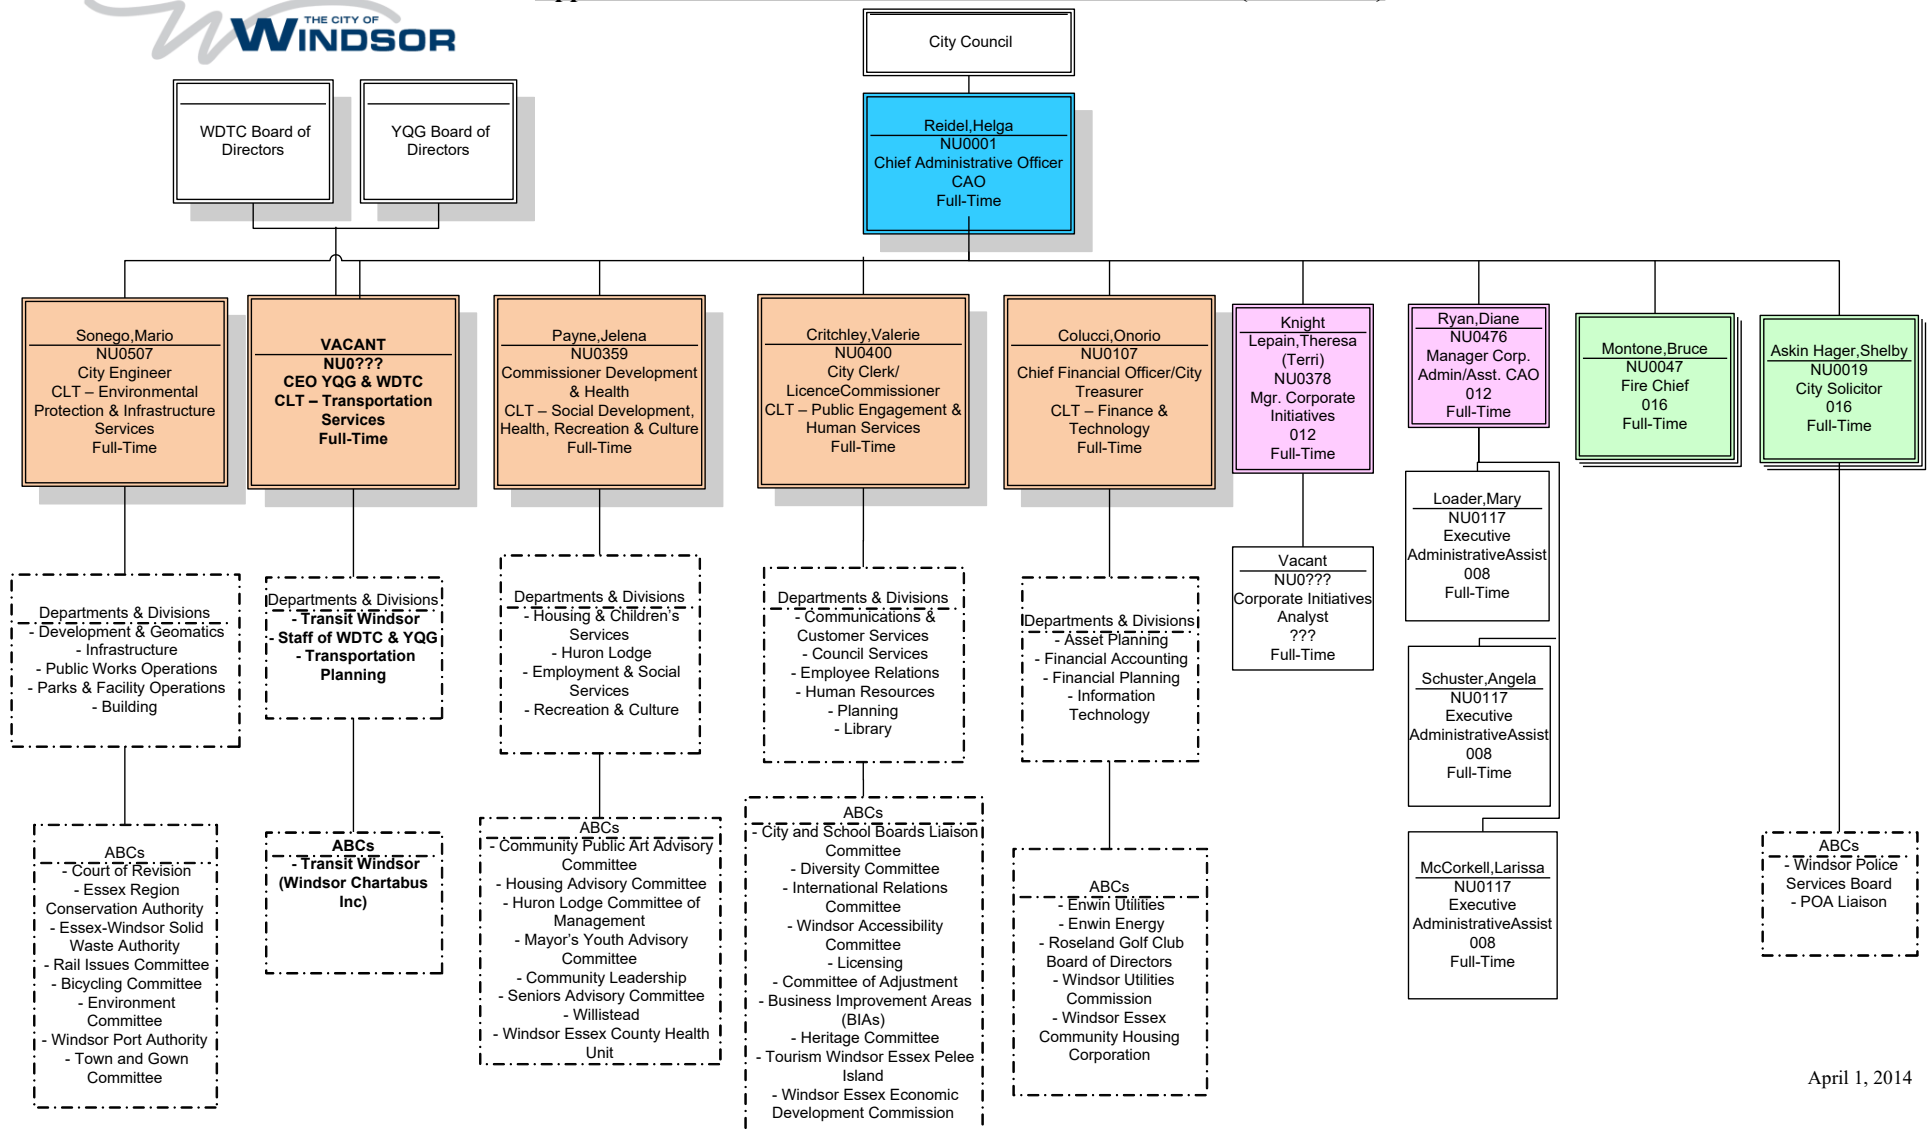 THE CITY OF
WINDSOR
City Council
WDTC Board of
Directors
YQG Board of
Directors
Reidel,Helga
NU0001
Chief Administrative Officer
CAO
Full-Time
Sonego,Mario
NU0507
City Engineer
CLT – Environmental
Protection & Infrastructure
Services
Full-Time
VACANT
NU0???
CEO YQG & WDTC
CLT – Transportation
Services
Full-Time
Payne,Jelena
NU0359
Commissioner Development
& Health
CLT – Social Development,
Health, Recreation & Culture
Full-Time
Critchley,Valerie
NU0400
City Clerk/
LicenceCommissioner
CLT – Public Engagement &
Human Services
Full-Time
Colucci,Onorio
NU0107
Chief Financial Officer/City
Treasurer
CLT – Finance &
Technology
Full-Time
Knight
Lepain,Theresa
(Terri)
NU0378
Mgr. Corporate
Initiatives
012
Full-Time
Ryan,Diane
NU0476
Manager Corp.
Admin/Asst. CAO
012
Full-Time
Montone,Bruce
NU0047
Fire Chief
016
Full-Time
Askin Hager,Shelby
NU0019
City Solicitor
016
Full-Time
Departments & Divisions
- Development & Geomatics
- Infrastructure
- Public Works Operations
- Parks & Facility Operations
- Building
Departments & Divisions
- Transit Windsor
- Staff of WDTC & YQG
- Transportation
Planning
Departments & Divisions
- Housing & Children's
Services
- Huron Lodge
- Employment & Social
Services
- Recreation & Culture
Departments & Divisions
- Communications &
Customer Services
- Council Services
- Employee Relations
- Human Resources
- Planning
- Library
Departments & Divisions
- Asset Planning
- Financial Accounting
- Financial Planning
- Information
Technology
Vacant
NU0???
Corporate Initiatives
Analyst
???
Full-Time
Loader,Mary
NU0117
Executive
AdministrativeAssist
008
Full-Time
Schuster,Angela
NU0117
Executive
AdministrativeAssist
008
Full-Time
McCorkell,Larissa
NU0117
Executive
AdministrativeAssist
008
Full-Time
ABCs
- Court of Revision
- Essex Region
Conservation Authority
- Essex-Windsor Solid
Waste Authority
- Rail Issues Committee
- Bicycling Committee
- Environment
Committee
- Windsor Port Authority
- Town and Gown
Committee
ABCs
- Transit Windsor
(Windsor Chartabus
Inc)
ABCs
- Community Public Art Advisory
Committee
- Housing Advisory Committee
- Huron Lodge Committee of
Management
- Mayor's Youth Advisory
Committee
- Community Leadership
- Seniors Advisory Committee
- Willistead
- Windsor Essex County Health
Unit
ABCs
- City and School Boards Liaison
Committee
- Diversity Committee
- International Relations
Committee
- Windsor Accessibility
Committee
- Licensing
- Committee of Adjustment
- Business Improvement Areas
(BIAs)
- Heritage Committee
- Tourism Windsor Essex Pelee
Island
- Windsor Essex Economic
Development Commission
ABCs
- Enwin Utilities
- Enwin Energy
- Roseland Golf Club
Board of Directors
- Windsor Utilities
Commission
- Windsor Essex
Community Housing
Corporation
ABCs
- Windsor Police
Services Board
- POA Liaison
April 1, 2014